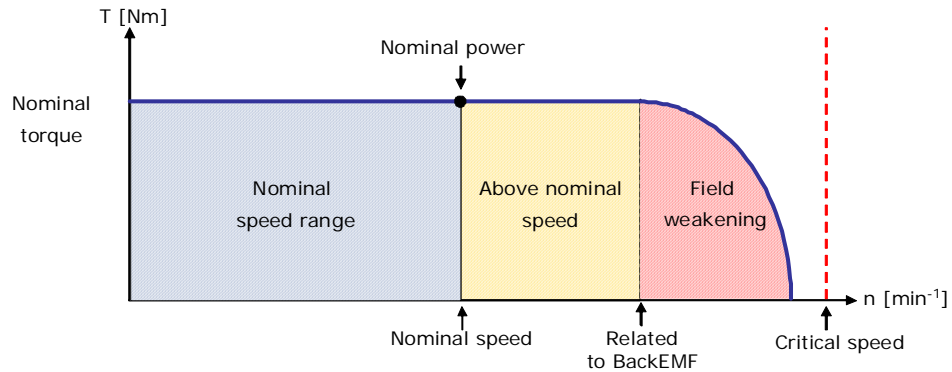 T [Nm]
Nominal power
Nominal
torque
Nominal
speed range
Above nominal
speed
Field
weakening
n [min-1]
Nominal speed
Related
to BackEMF
Critical speed